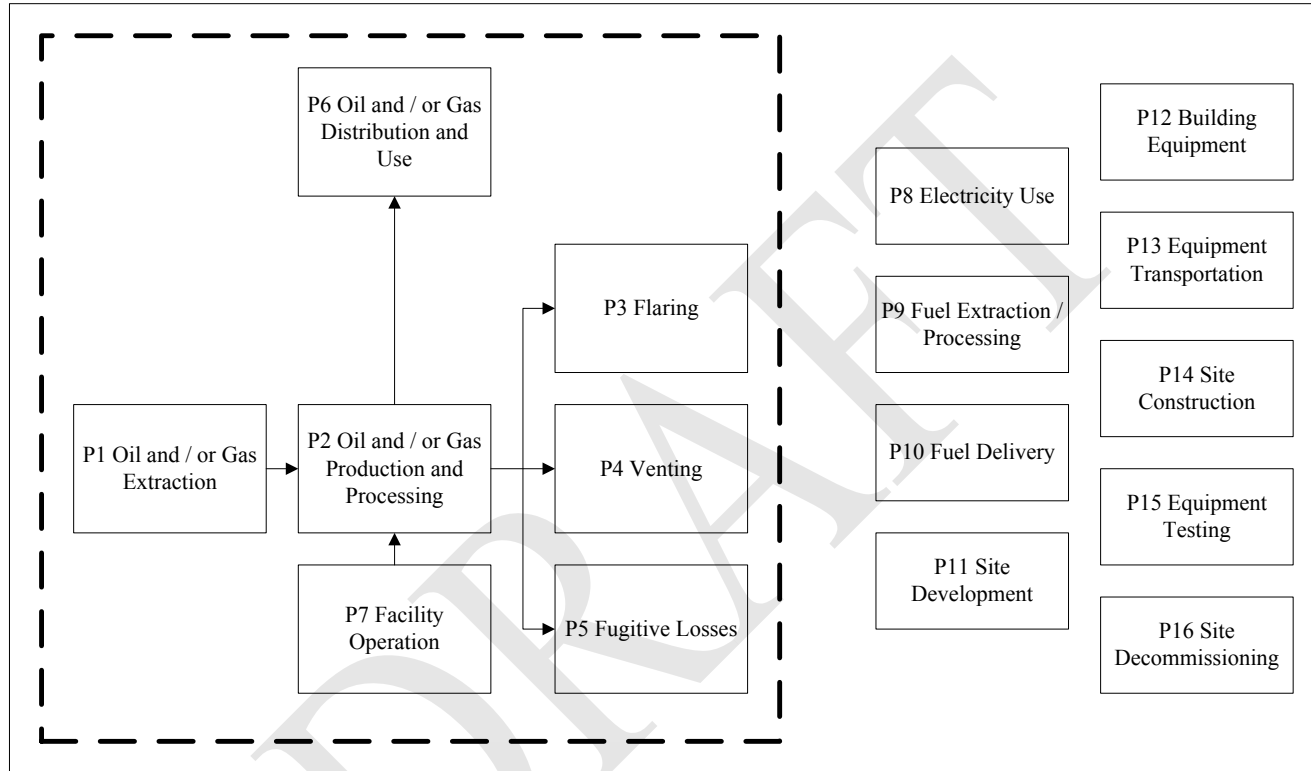 P6 Oil and / or Gas
Distribution and
Use
P3 Flaring
P1 Oil and / or Gas
Extraction
P2 Oil and / or Gas
Production and
Processing
P4 Venting
P7 Facility
Operation
P5 Fugitive Losses
P8 Electricity Use
P9 Fuel Extraction /
Processing
P10 Fuel Delivery
P11 Site
Development
P12 Building
Equipment
P13 Equipment
Transportation
P14 Site
Construction
P15 Equipment
Testing
P16 Site
Decommissioning
DRAFT